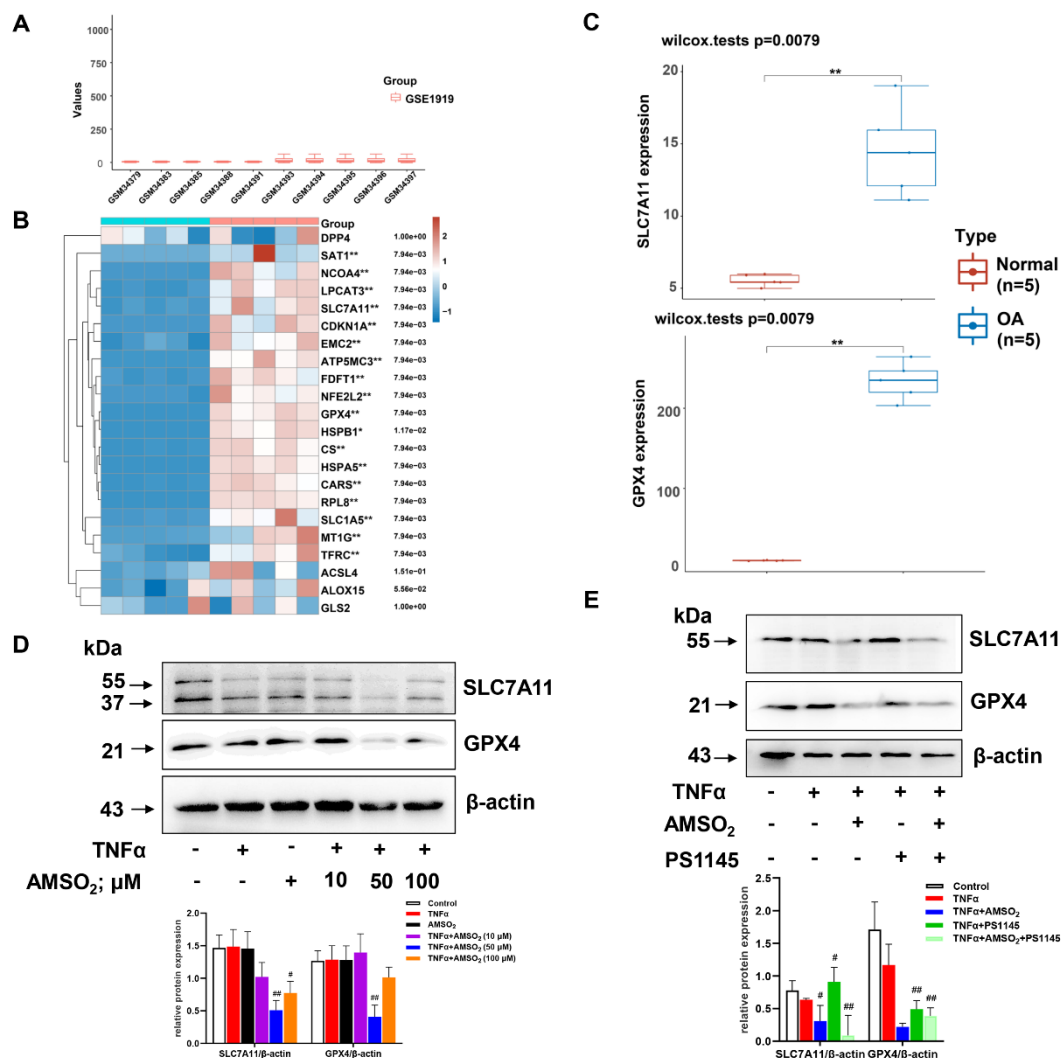 A
1000
750
500
250
0
Values
Group
GSE1919
GSM34379
GSM34383
GSM34385
GSM34388
GSM34391
GSM34393
GSM34394
GSM34395
GSM34396
GSM34397
B
Group
DPP4 1.00e+00
SAT1** 7.94e-03
NCOA4** 7.94e-03
LPCAT3** 7.94e-03
SLC7A11** 7.94e-03
CDKN1A** 7.94e-03
EMC2** 7.94e-03
ATP5MC3** 7.94e-03
FDFT1** 7.94e-03
NFE2L2** 7.94e-03
GPX4** 7.94e-03
HSPB1* 1.17e-02
CS** 7.94e-03
HSPA5** 7.94e-03
CARS** 7.94e-03
RPL8** 7.94e-03
SLC1A5** 7.94e-03
MT1G** 7.94e-03
TFRC** 7.94e-03
ACSL4 1.51e-01
ALOX15 5.56e-02
GLS2 1.00e+00
2
1
0
−1
C
wilcox.tests p=0.0079
**
20
15
10
5
SLC7A11 expression
wilcox.tests p=0.0079
**
200
100
0
GPX4 expression
Type
Normal
(n=5)
OA
(n=5)
D
kDa
55
37
SLC7A11
21
GPX4
43
β-actin
TNFα - + - + + +
AMSO₂; μM - - + 10 50 100
relative protein expression
2.0
1.5
1.0
0.5
0.0
Control
TNFα
AMSO₂
TNFα+AMSO₂ (10 μM)
TNFα+AMSO₂ (50 μM)
TNFα+AMSO₂ (100 μM)
##
#
##
SLC7A11/β-actin GPX4/β-actin
E
kDa
55
SLC7A11
21
GPX4
43
β-actin
TNFα - + + + +
AMSO₂ - - + - +
PS1145 - - - + +
relative protein expression
2.5
2.0
1.5
1.0
0.5
0.0
Control
TNFα
TNFα+AMSO₂
TNFα+PS1145
TNFα+AMSO₂+PS1145
#
#
##
##
##
SLC7A11/β-actin GPX4/β-actin